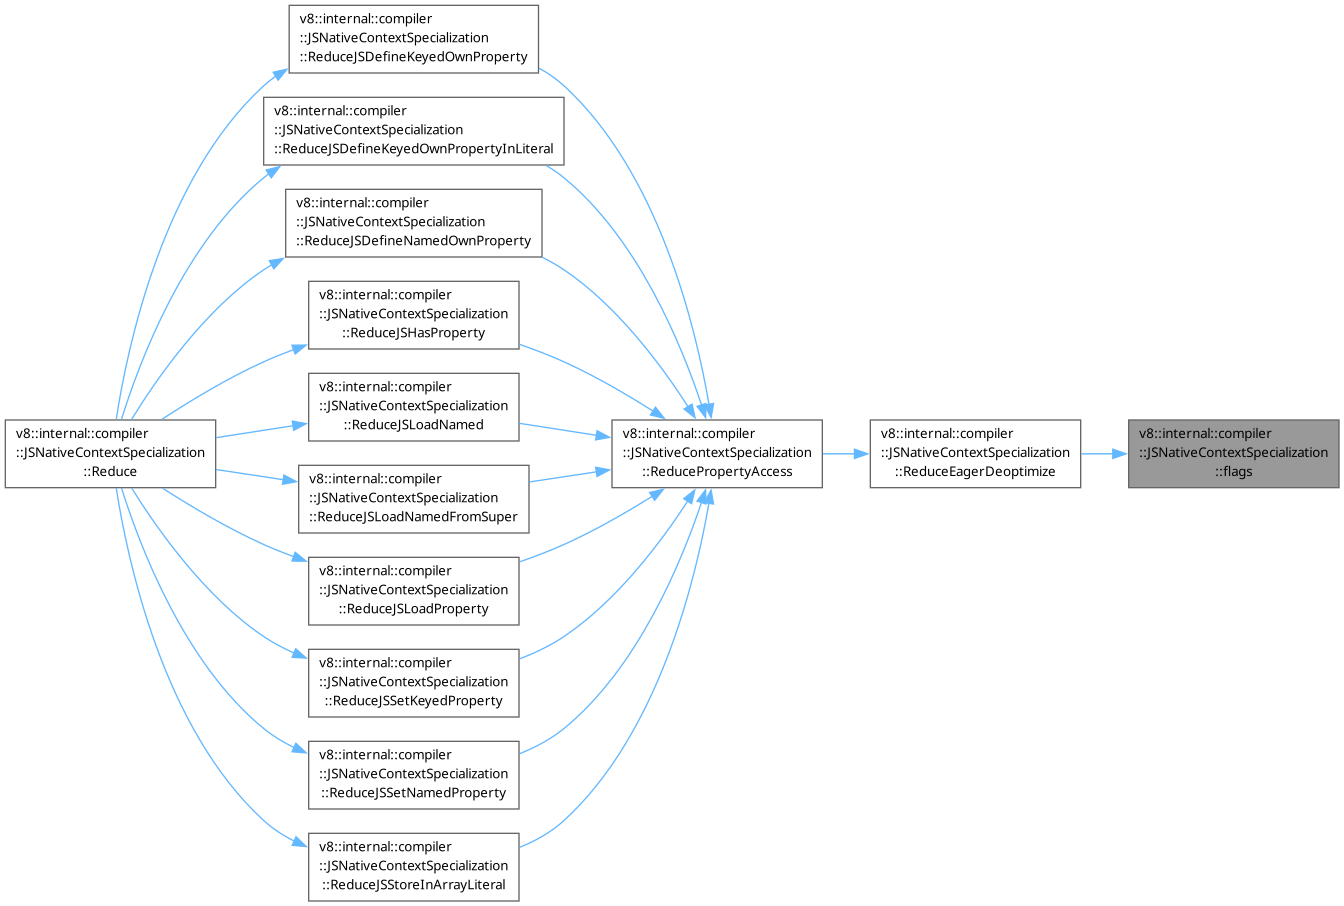 v8::internal::compiler
::JSNativeContextSpecialization
::ReduceJSDefineKeyedOwnProperty
v8::internal::compiler
::JSNativeContextSpecialization
::ReduceJSDefineKeyedOwnPropertyInLiteral
v8::internal::compiler
::JSNativeContextSpecialization
::ReduceJSDefineNamedOwnProperty
v8::internal::compiler
::JSNativeContextSpecialization
::ReduceJSHasProperty
v8::internal::compiler
::JSNativeContextSpecialization
::ReduceJSLoadNamed
v8::internal::compiler
::JSNativeContextSpecialization
::Reduce
v8::internal::compiler
::JSNativeContextSpecialization
::ReducePropertyAccess
v8::internal::compiler
::JSNativeContextSpecialization
::ReduceEagerDeoptimize
v8::internal::compiler
::JSNativeContextSpecialization
::flags
v8::internal::compiler
::JSNativeContextSpecialization
::ReduceJSLoadNamedFromSuper
v8::internal::compiler
::JSNativeContextSpecialization
::ReduceJSLoadProperty
v8::internal::compiler
::JSNativeContextSpecialization
::ReduceJSSetKeyedProperty
v8::internal::compiler
::JSNativeContextSpecialization
::ReduceJSSetNamedProperty
v8::internal::compiler
::JSNativeContextSpecialization
::ReduceJSStoreInArrayLiteral